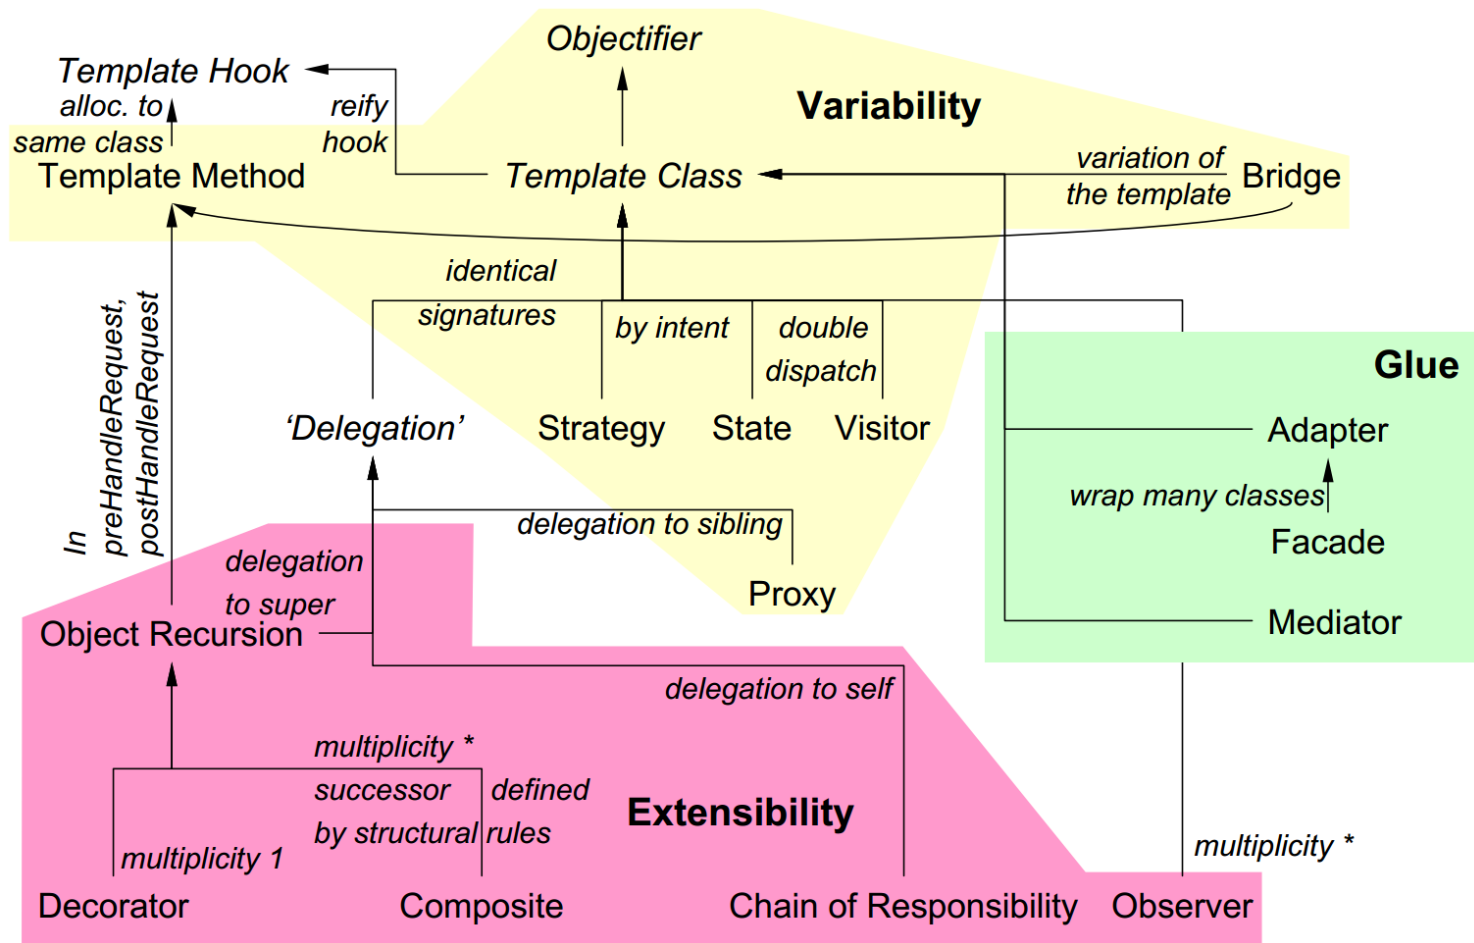 Objectifier
Template Hook
alloc. to
same class
reify
hook
Variability
Template Method
Template Class
variation of
the template
Bridge
identical
signatures
by intent
double
dispatch
In
preHandleRequest,
postHandleRequest
Glue
‘Delegation’
Strategy
State
Visitor
Adapter
wrap many classes
Facade
delegation to sibling
delegation
to super
Proxy
Object Recursion
Mediator
delegation to self
multiplicity *
successor defined
by structural rules
Extensibility
multiplicity 1
multiplicity *
Decorator
Composite
Chain of Responsibility
Observer